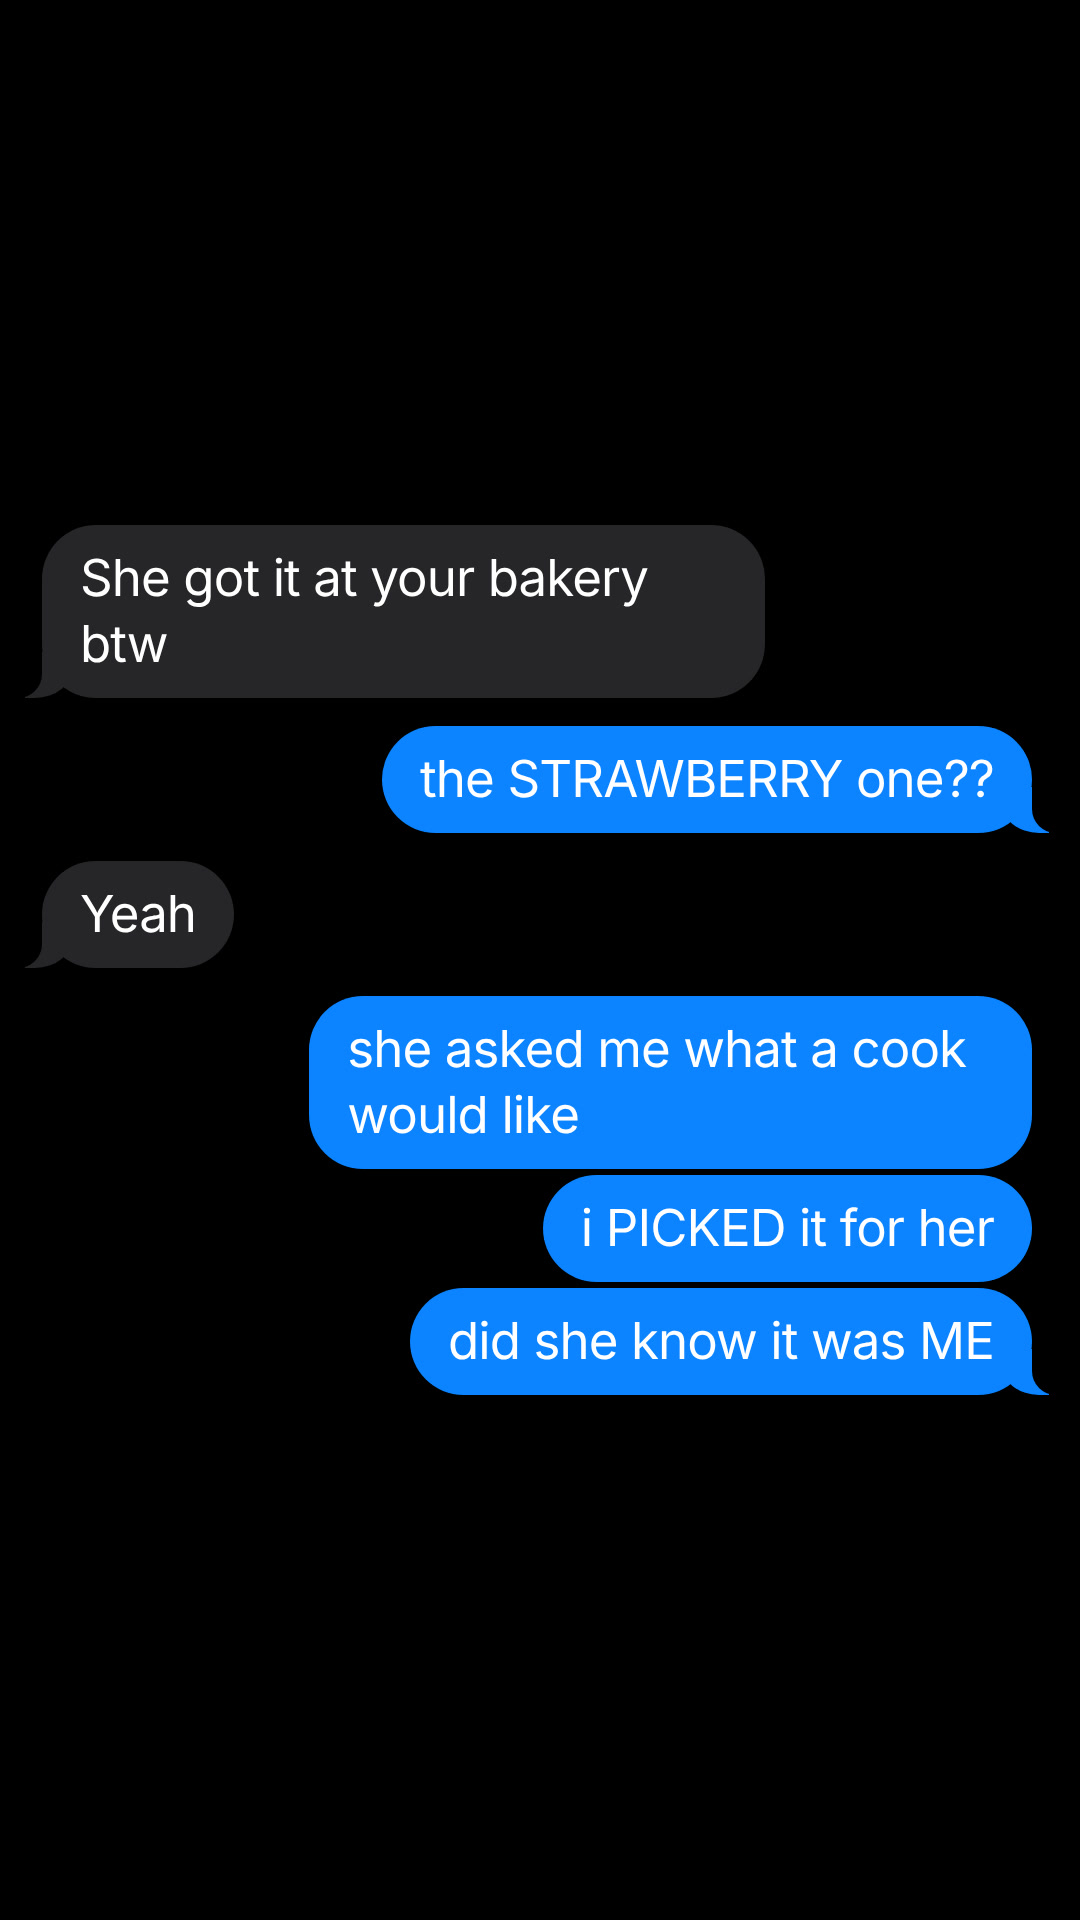 She got it at your bakery
btw
the STRAWBERRY one??
Yeah
she asked me what a cook
would like
i PICKED it for her
did she know it was ME